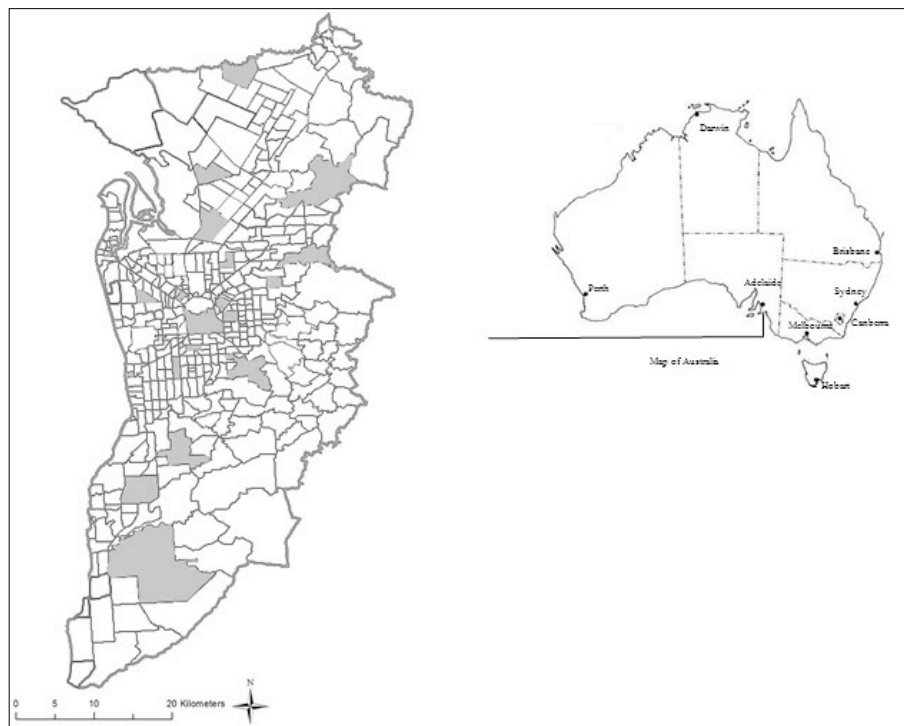 Darwin
Brisbane
Adelaide
Perth
Sydney
Melbourne
Canberra
Map of Australia
Hobart
N
0 5 10 20 Kilometers